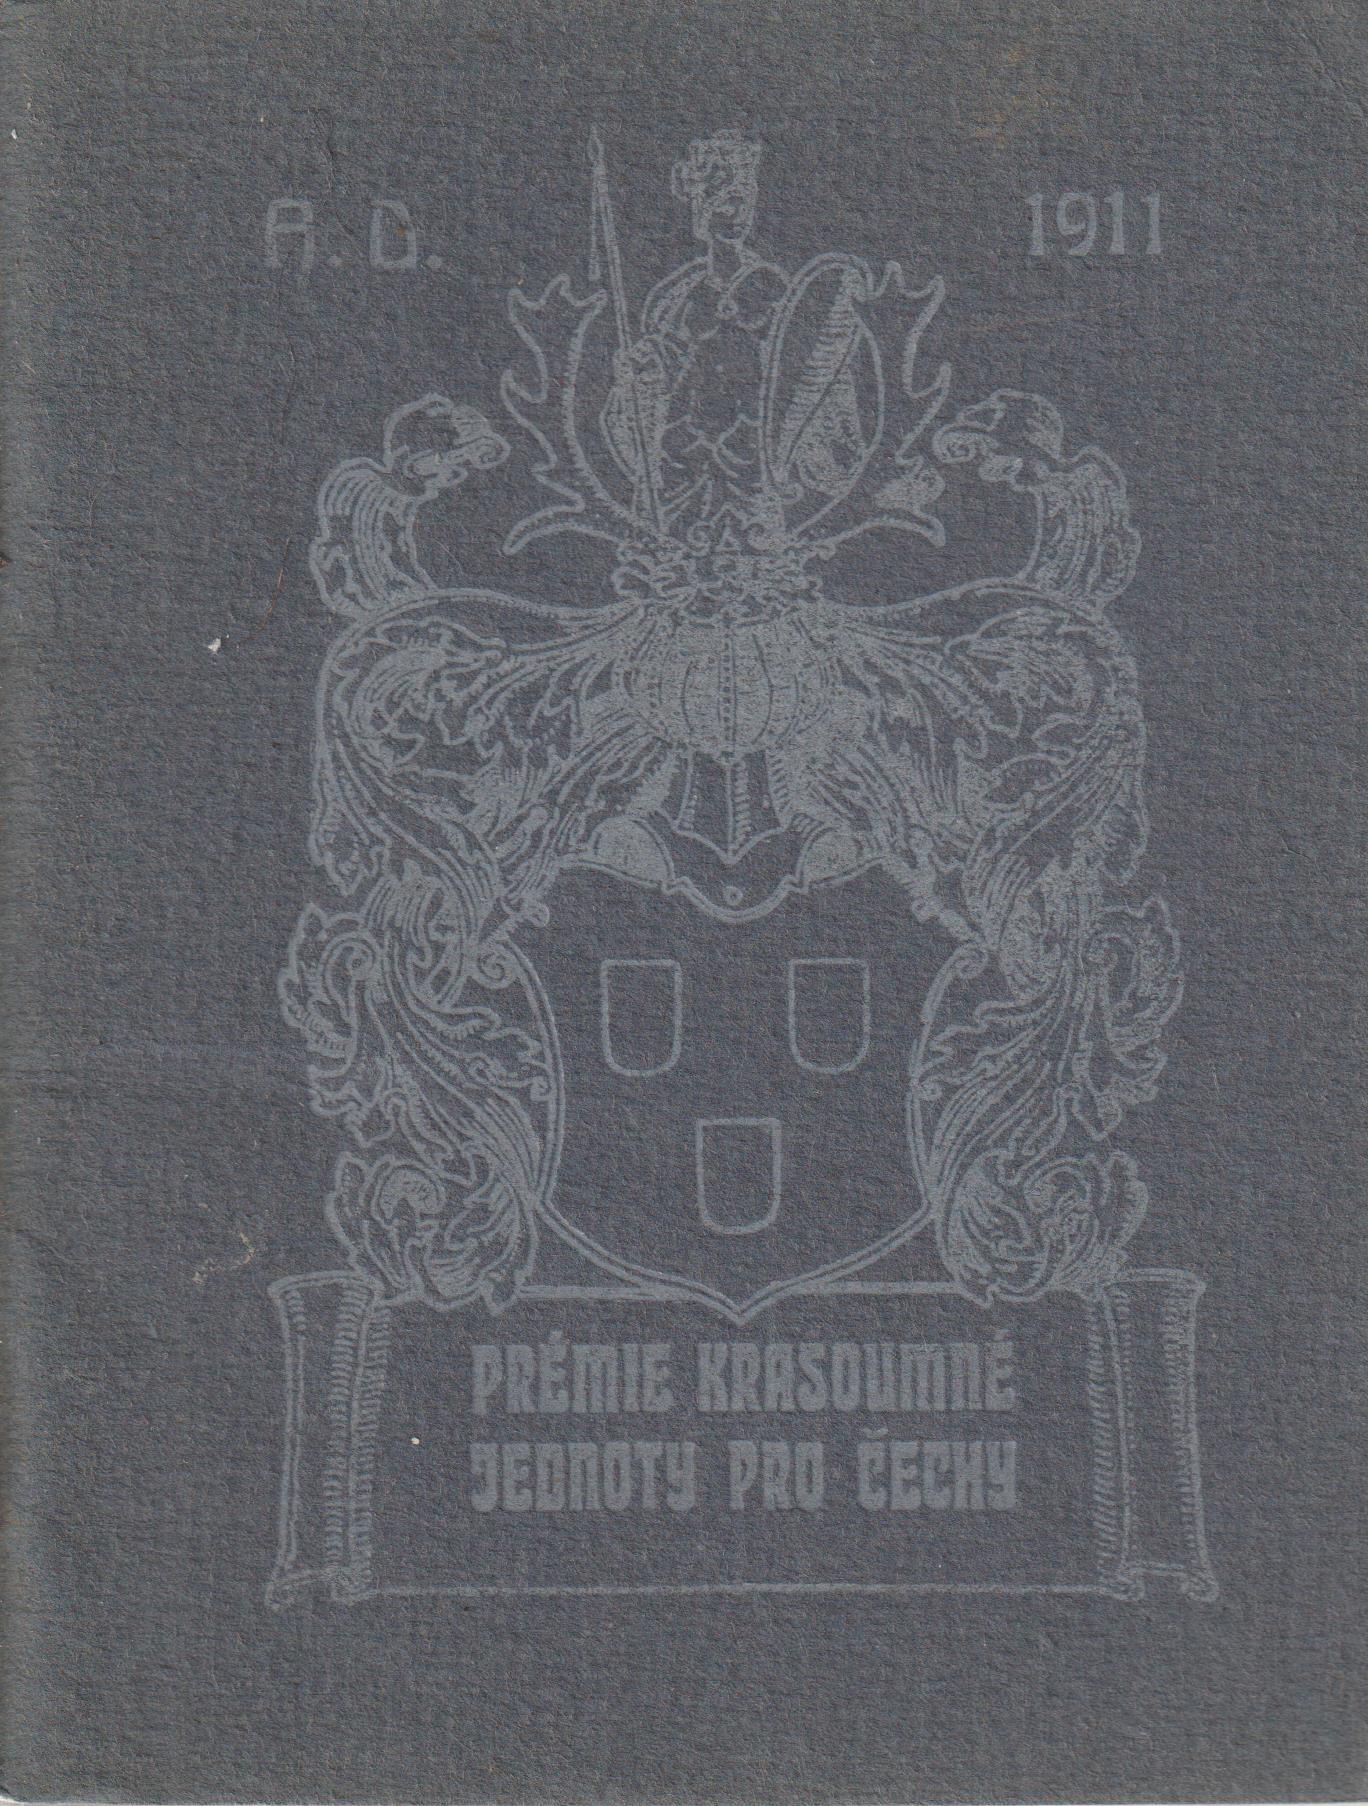 A. D. 1911
PRÉMIE KRASOUMNÉ
JEDNOTY PRO ČECHY